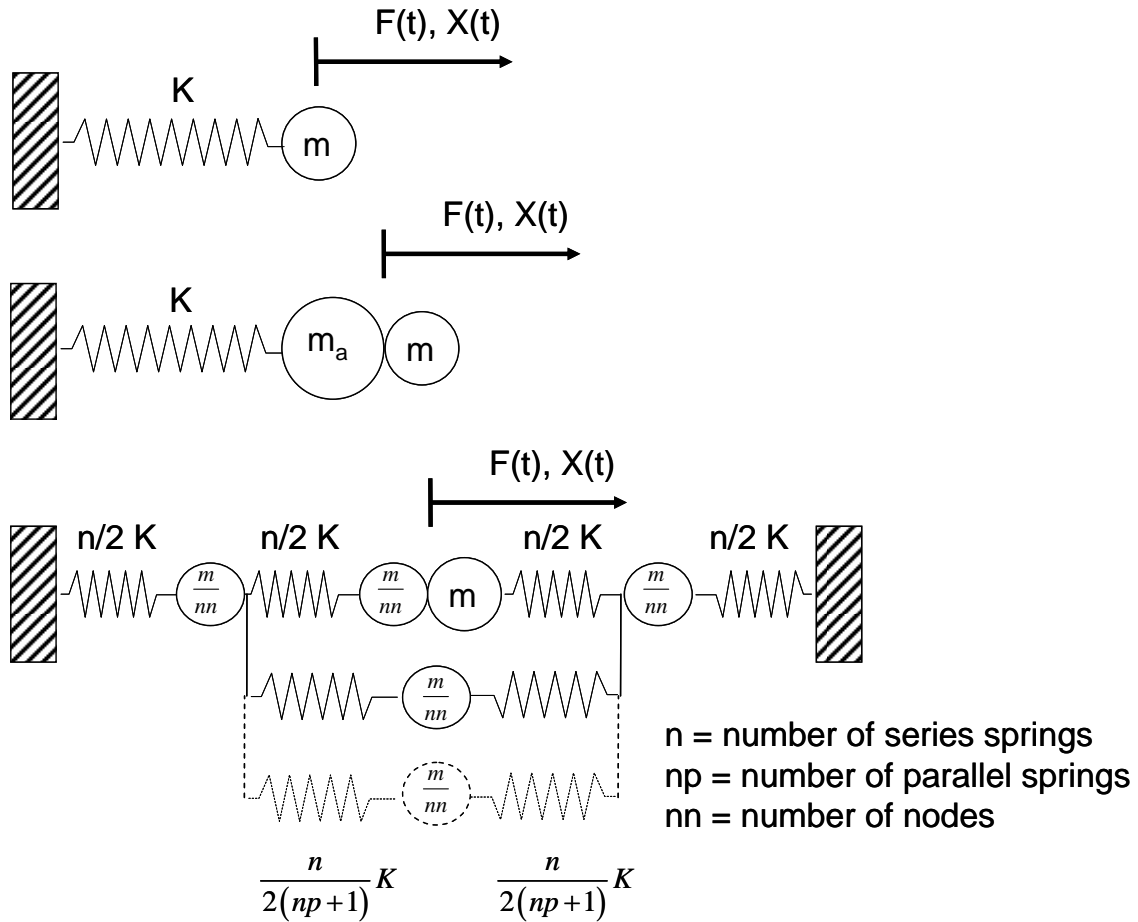 F(t), X(t)
K
m
F(t), X(t)
K
m_a m
F(t), X(t)
n/2 K n/2 K n/2 K n/2 K
m/nn m/nn m m/nn
m/nn
m/nn
n = number of series springs
np = number of parallel springs
nn = number of nodes
n/2(np+1) K n/2(np+1) K